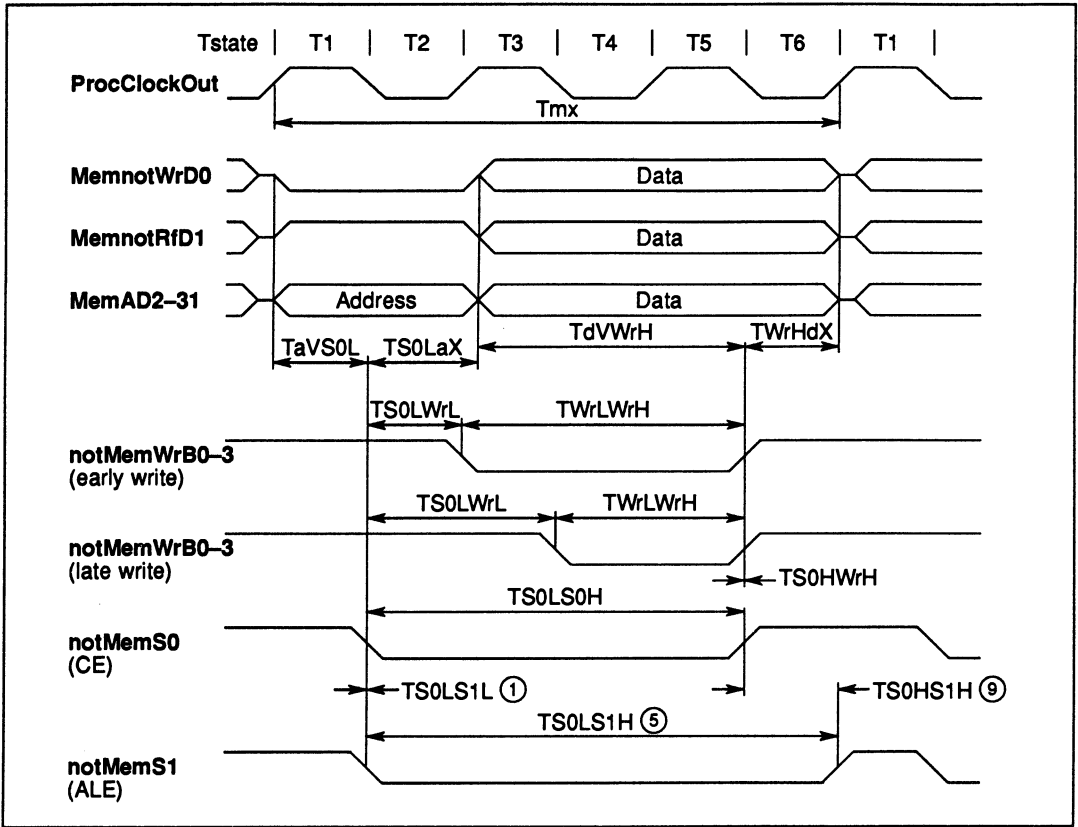 Tstate | T1 | T2 | T3 | T4 | T5 | T6 | T1 |
ProcClockOut
Tmx
MemnotWrD0 Data
MemnotRfD1 Data
MemAD2–31 Address Data
TaVS0L TS0LaX TdVWrH TWrHdX
TS0LWrL TWrLWrH
notMemWrB0–3
(early write)
TS0LWrL TWrLWrH
notMemWrB0–3
(late write)
TS0HWrH
TS0LS0H
notMemS0
(CE)
TS0LS1L ① TS0HS1H ⑨
TS0LS1H ⑤
notMemS1
(ALE)